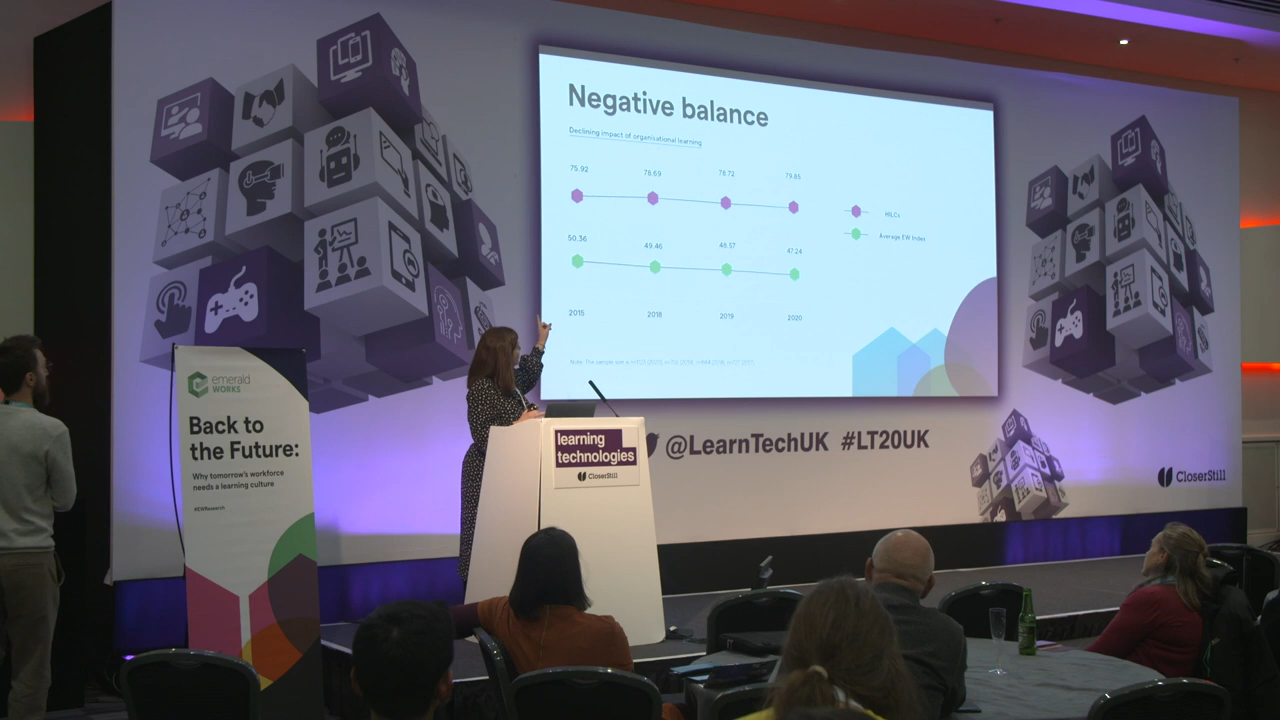 Negative balance
Declining impact of organisational learning
75.92 78.69 78.72 79.85
HILCs
Average EW Index
50.36 49.46 48.57 47.24
2015 2018 2019 2020
emerald
WORKS
Back to
the Future:
Why tomorrow's workforce
needs a learning culture
#EWResearch
learning
technologies
CloserStill
@LearnTechUK #LT20UK
CloserStill